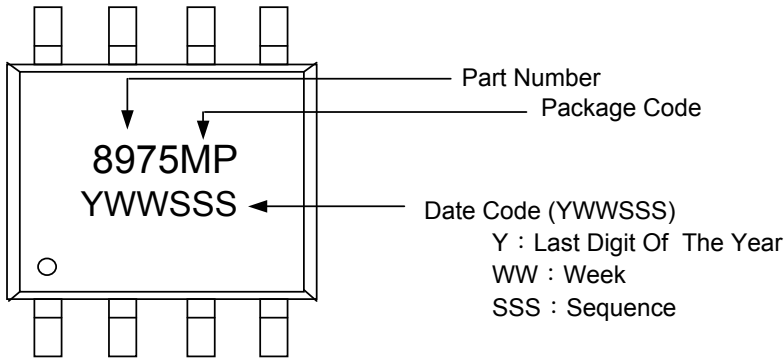 Part Number
Package Code
8975MP
YWWSSS
Date Code (YWWSSS)
Y：Last Digit Of The Year
WW：Week
SSS：Sequence